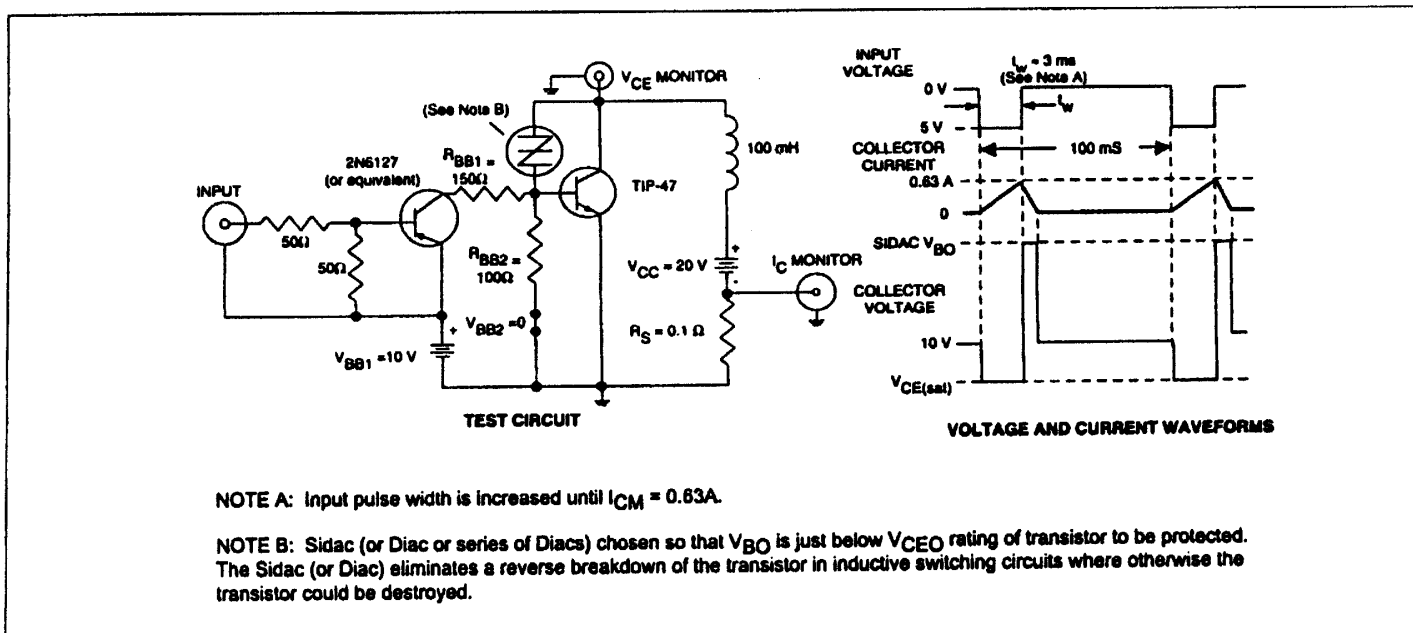 V_CE MONITOR
(See Note B)
2N6127
(or equivalent)
R_BB1 =
150Ω
INPUT
50Ω
50Ω
TIP-47
100 mH
R_BB2 =
100Ω
V_CC = 20 V
I_C MONITOR
V_BB2 =0
R_S = 0.1 Ω
+
-
+
V_BB1 =10 V
TEST CIRCUIT
INPUT
VOLTAGE
t_w = 3 ms
(See Note A)
0 V
t_w
5 V
COLLECTOR
CURRENT
100 mS
0.63 A
0
SIDAC V_BO
COLLECTOR
VOLTAGE
10 V
V_CE(sat)
VOLTAGE AND CURRENT WAVEFORMS
NOTE A: Input pulse width is increased until I_CM = 0.63A.
NOTE B: Sidac (or Diac or series of Diacs) chosen so that V_BO is just below V_CEO rating of transistor to be protected.
The Sidac (or Diac) eliminates a reverse breakdown of the transistor in inductive switching circuits where otherwise the
transistor could be destroyed.